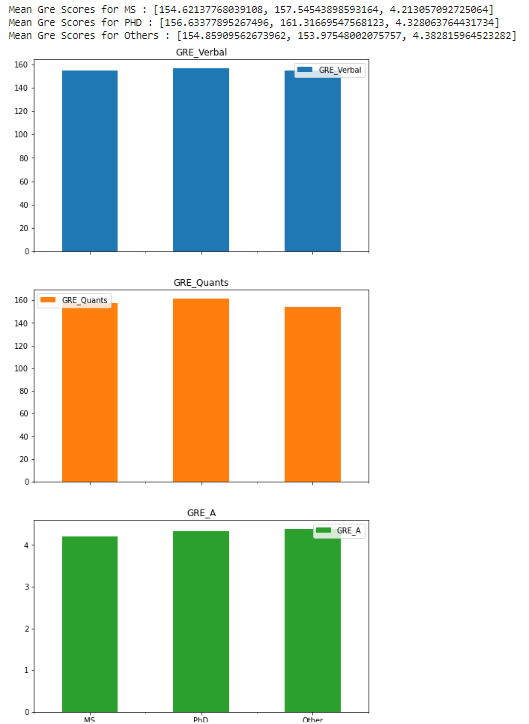 Mean Gre Scores for MS : [154.62137768039108, 157.54543898593164, 4.213057092725064]
Mean Gre Scores for PHD : [156.63377895267496, 161.31669547568123, 4.328063764431734]
Mean Gre Scores for Others : [154.85909562673962, 153.97548002075757, 4.382815964523282]
GRE_Verbal
GRE_Verbal
160
140
120
100
80
60
40
20
0
GRE_Quants
GRE_Quants
160
140
120
100
80
60
40
20
0
GRE_A
GRE_A
4
3
2
1
0
MS PhD Other